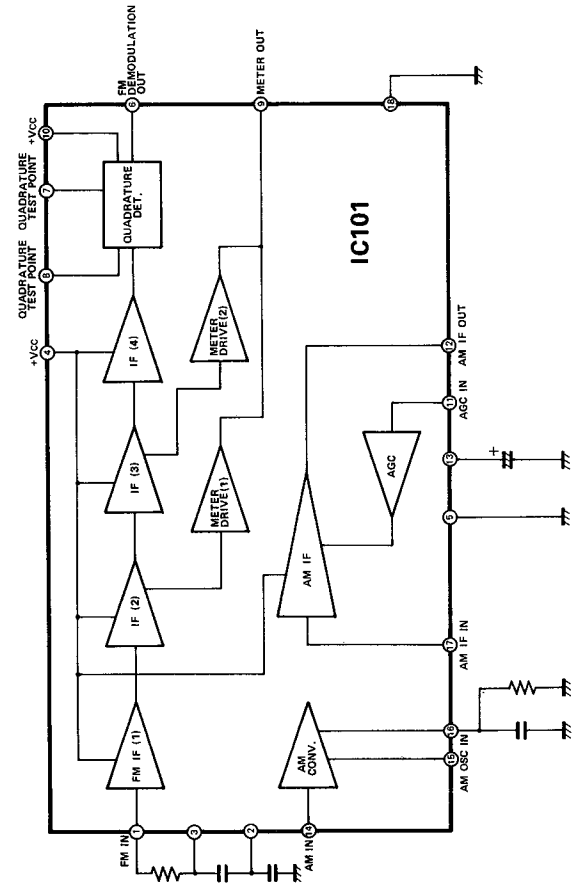 +VCC
10
QUADRATURE
TEST POINT
7
QUADRATURE
TEST POINT
8
+VCC
4
FM
DEMODULATION
OUT
6
METER OUT
9
18
QUADRATURE
DET.
IF (4)
IF (3)
IF (2)
FM IF (1)
METER
DRIVE (2)
METER
DRIVE (1)
IC101
AM IF
AGC
AM
CONV.
FM IN
1
3
2
AM IN
14
AM OSC IN
15
16
AM IF IN
17
5
13
+
AGC IN
11
AM IF OUT
12